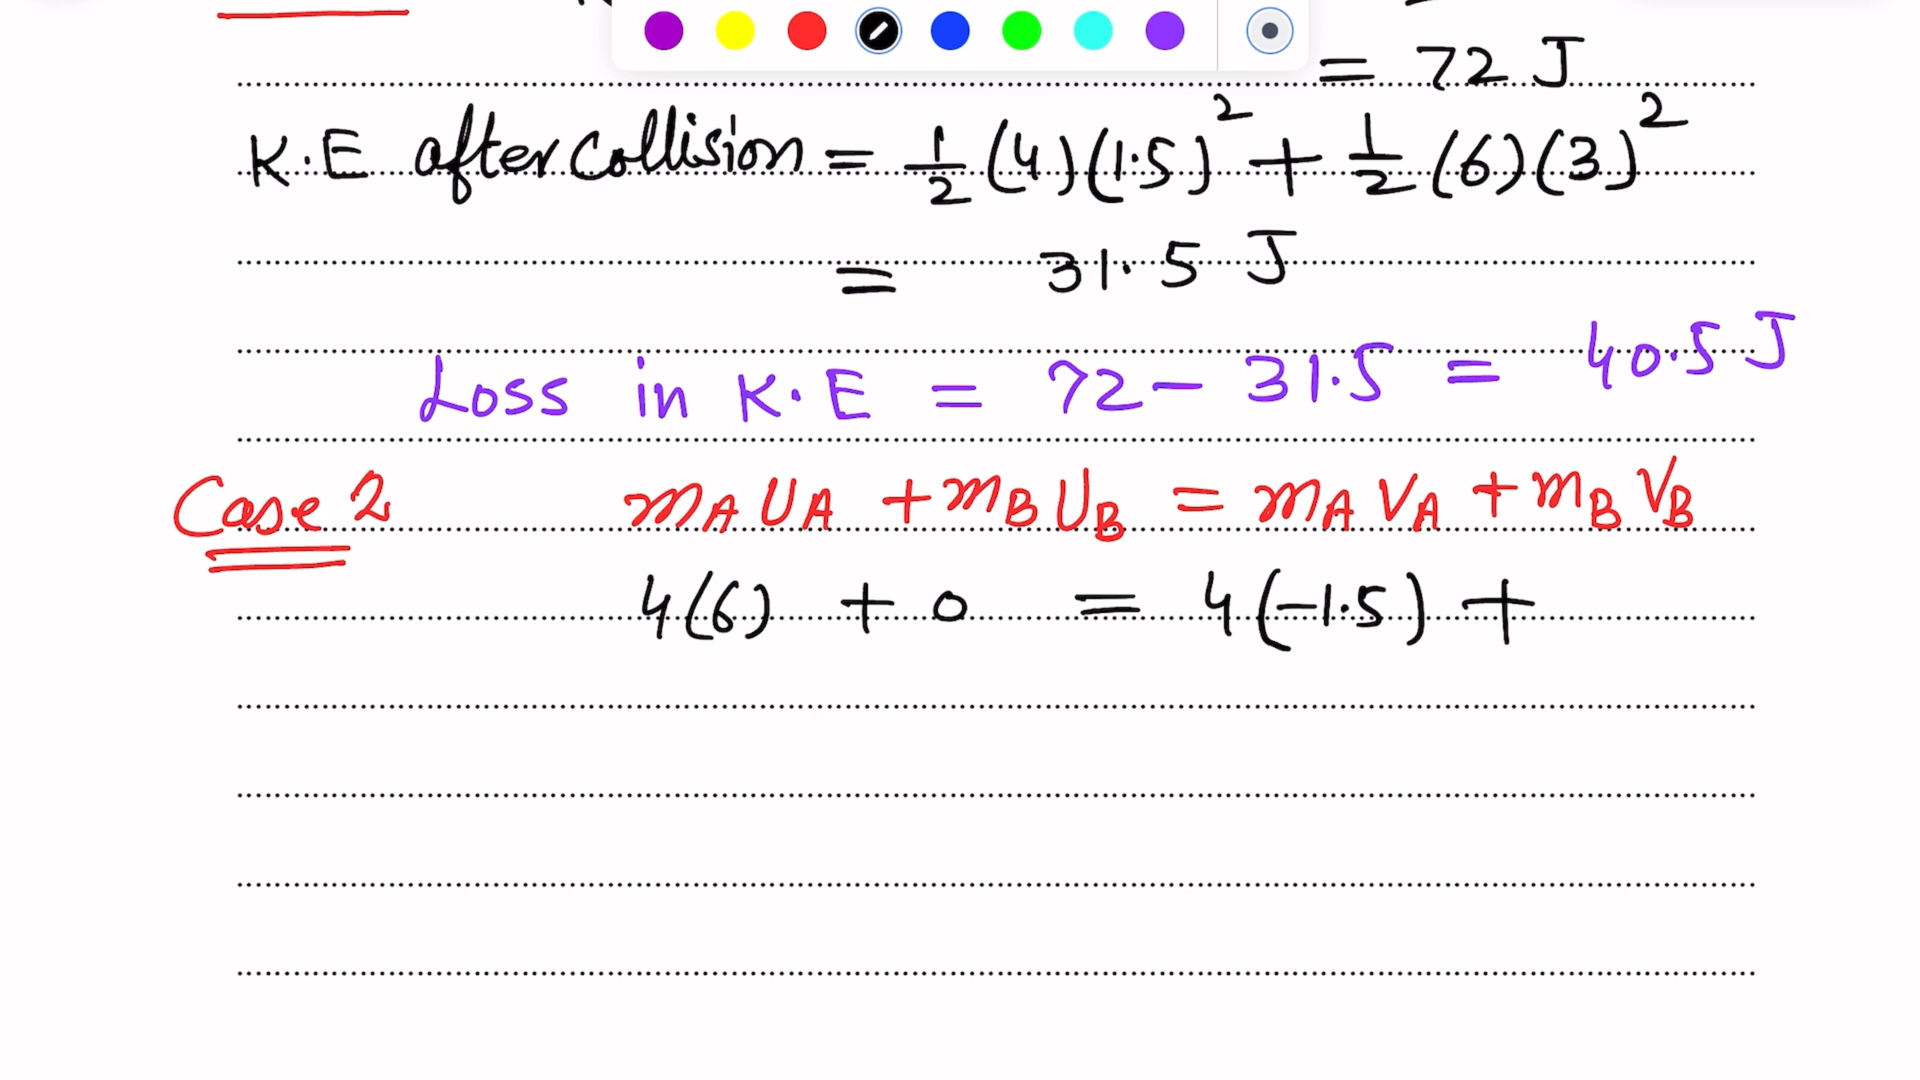 = 72 J
K.E after collision = 1/2 (4)(1.5)² + 1/2 (6)(3)²
= 31.5 J
Loss in K.E = 72 - 31.5 = 40.5 J
Case 2 mA UA + mB UB = mA VA + mB VB
4(6) + 0 = 4(-1.5) +